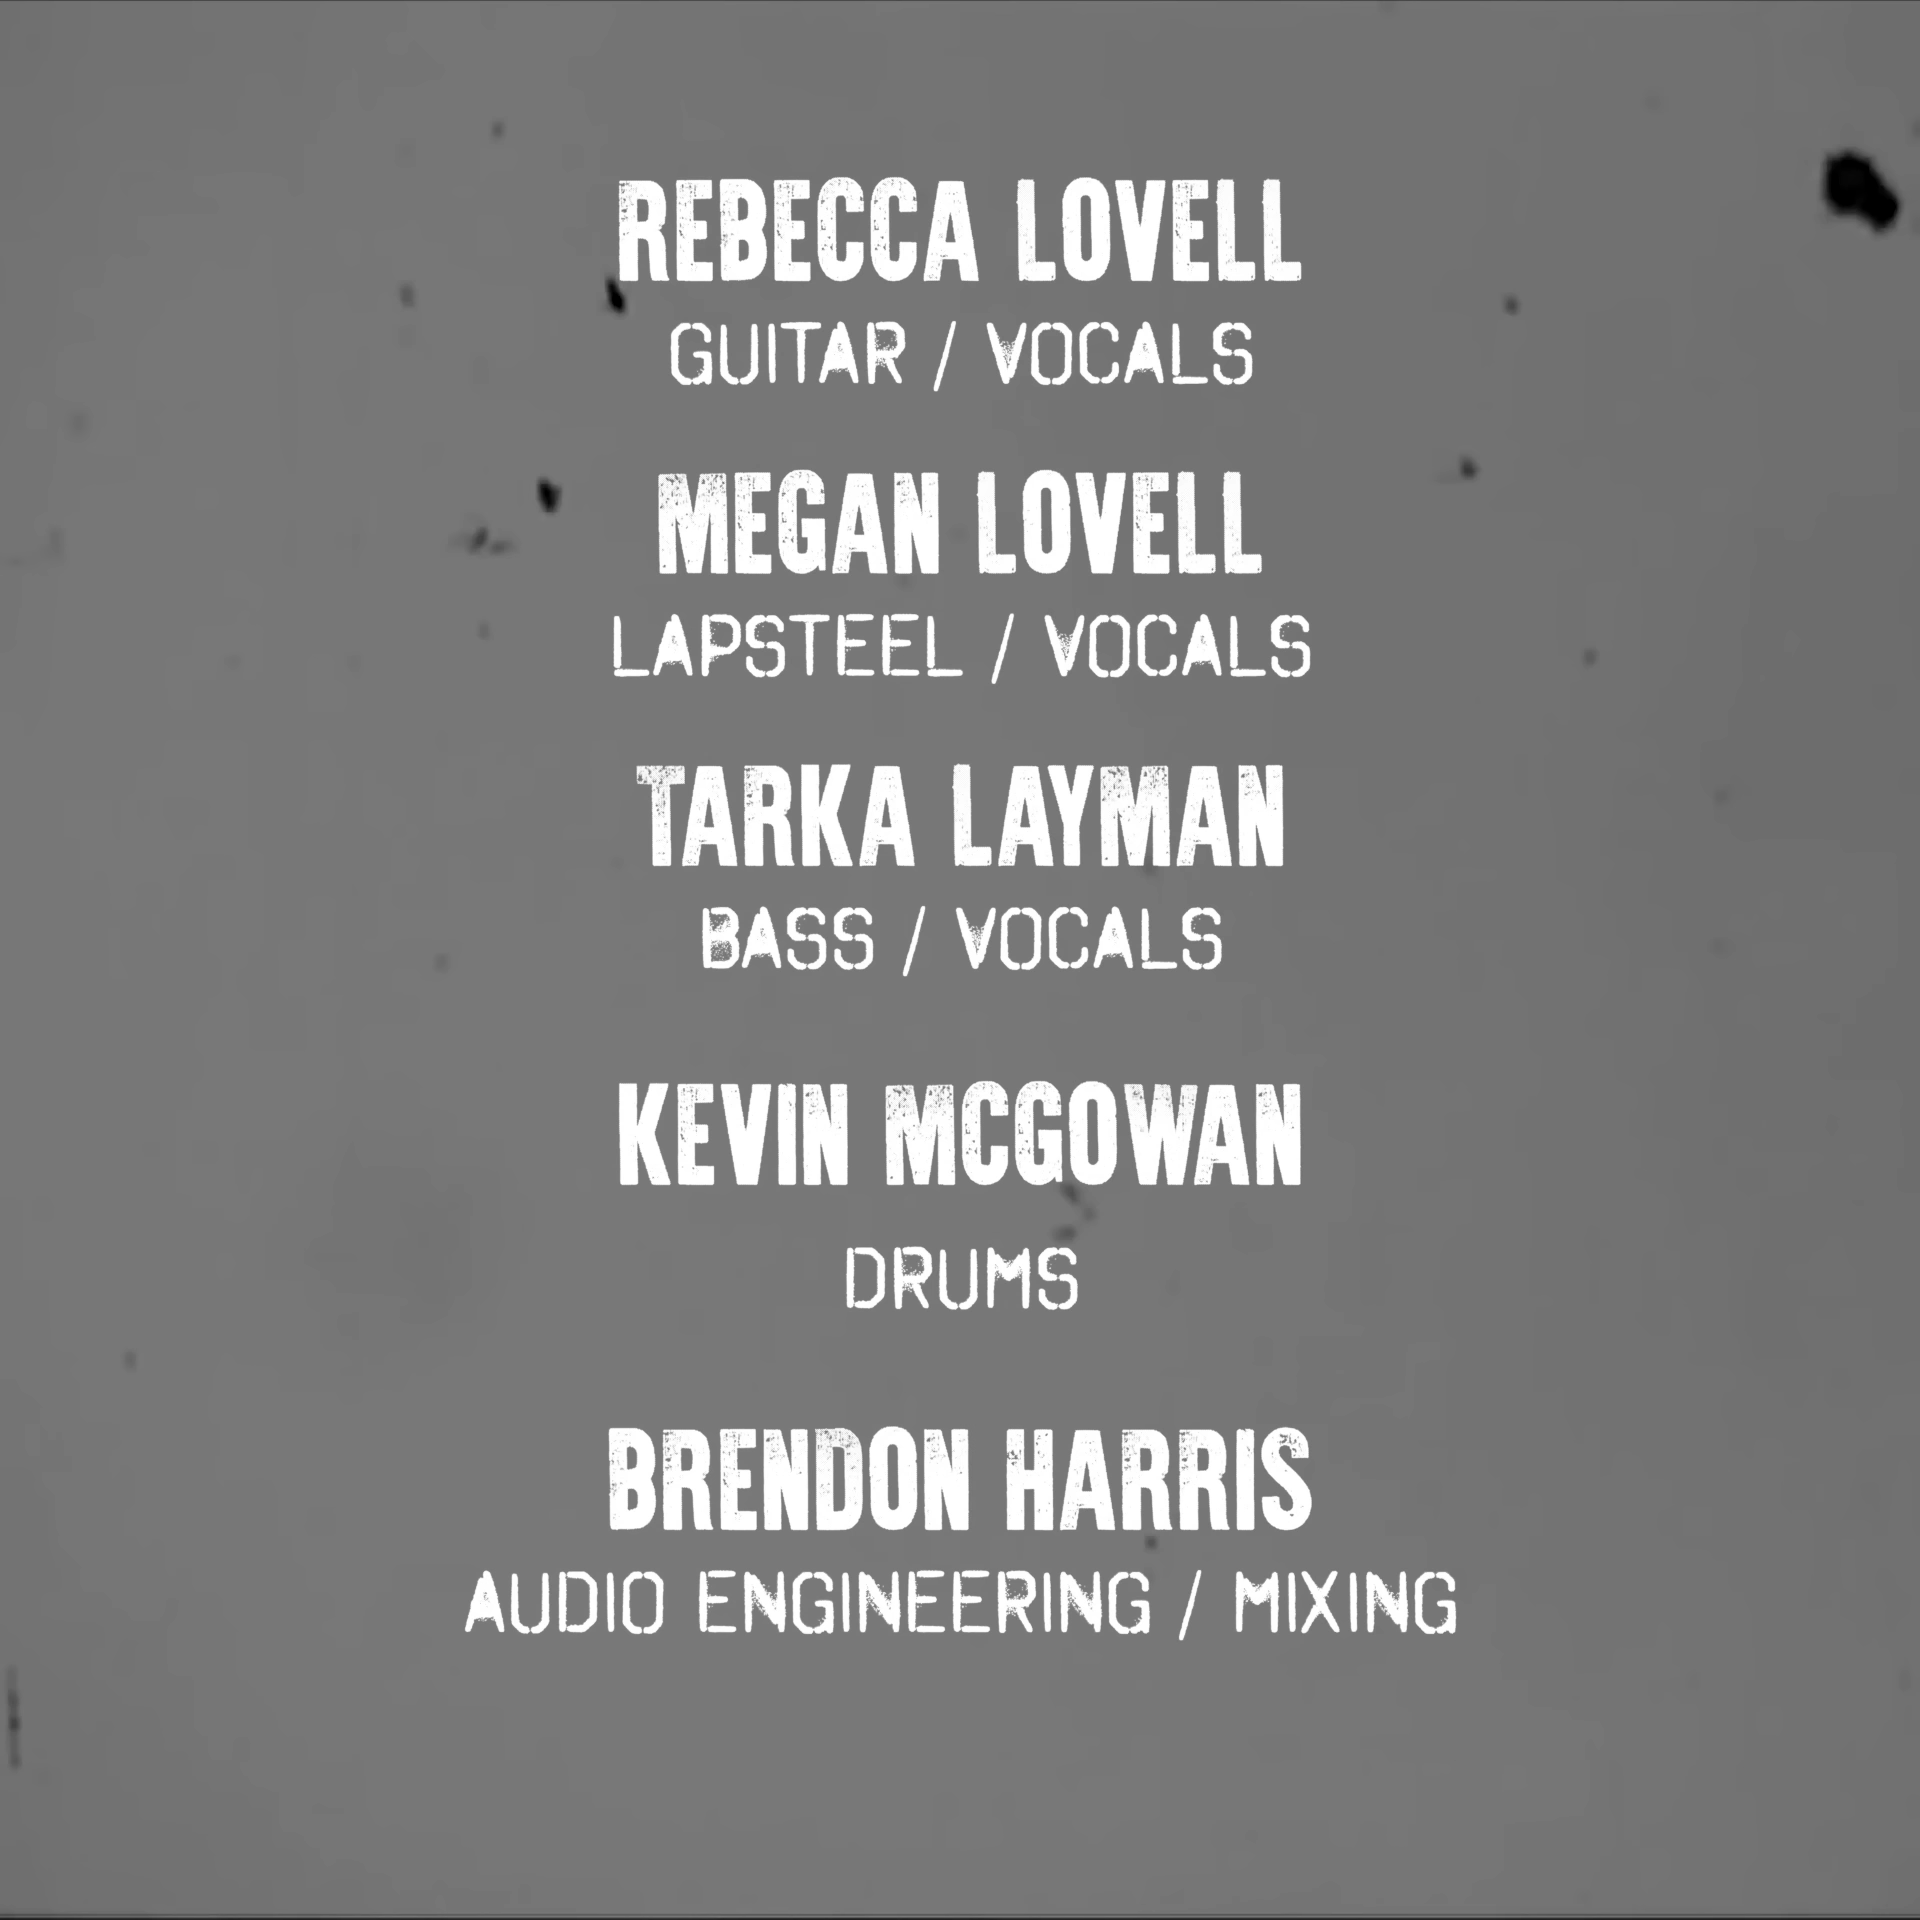 REBECCA LOVELL
GUITAR / VOCALS
MEGAN LOVELL
LAPSTEEL / VOCALS
TARKA LAYMAN
BASS / VOCALS
KEVIN MCGOWAN
DRUMS
BRENDON HARRIS
AUDIO ENGINEERING / MIXING